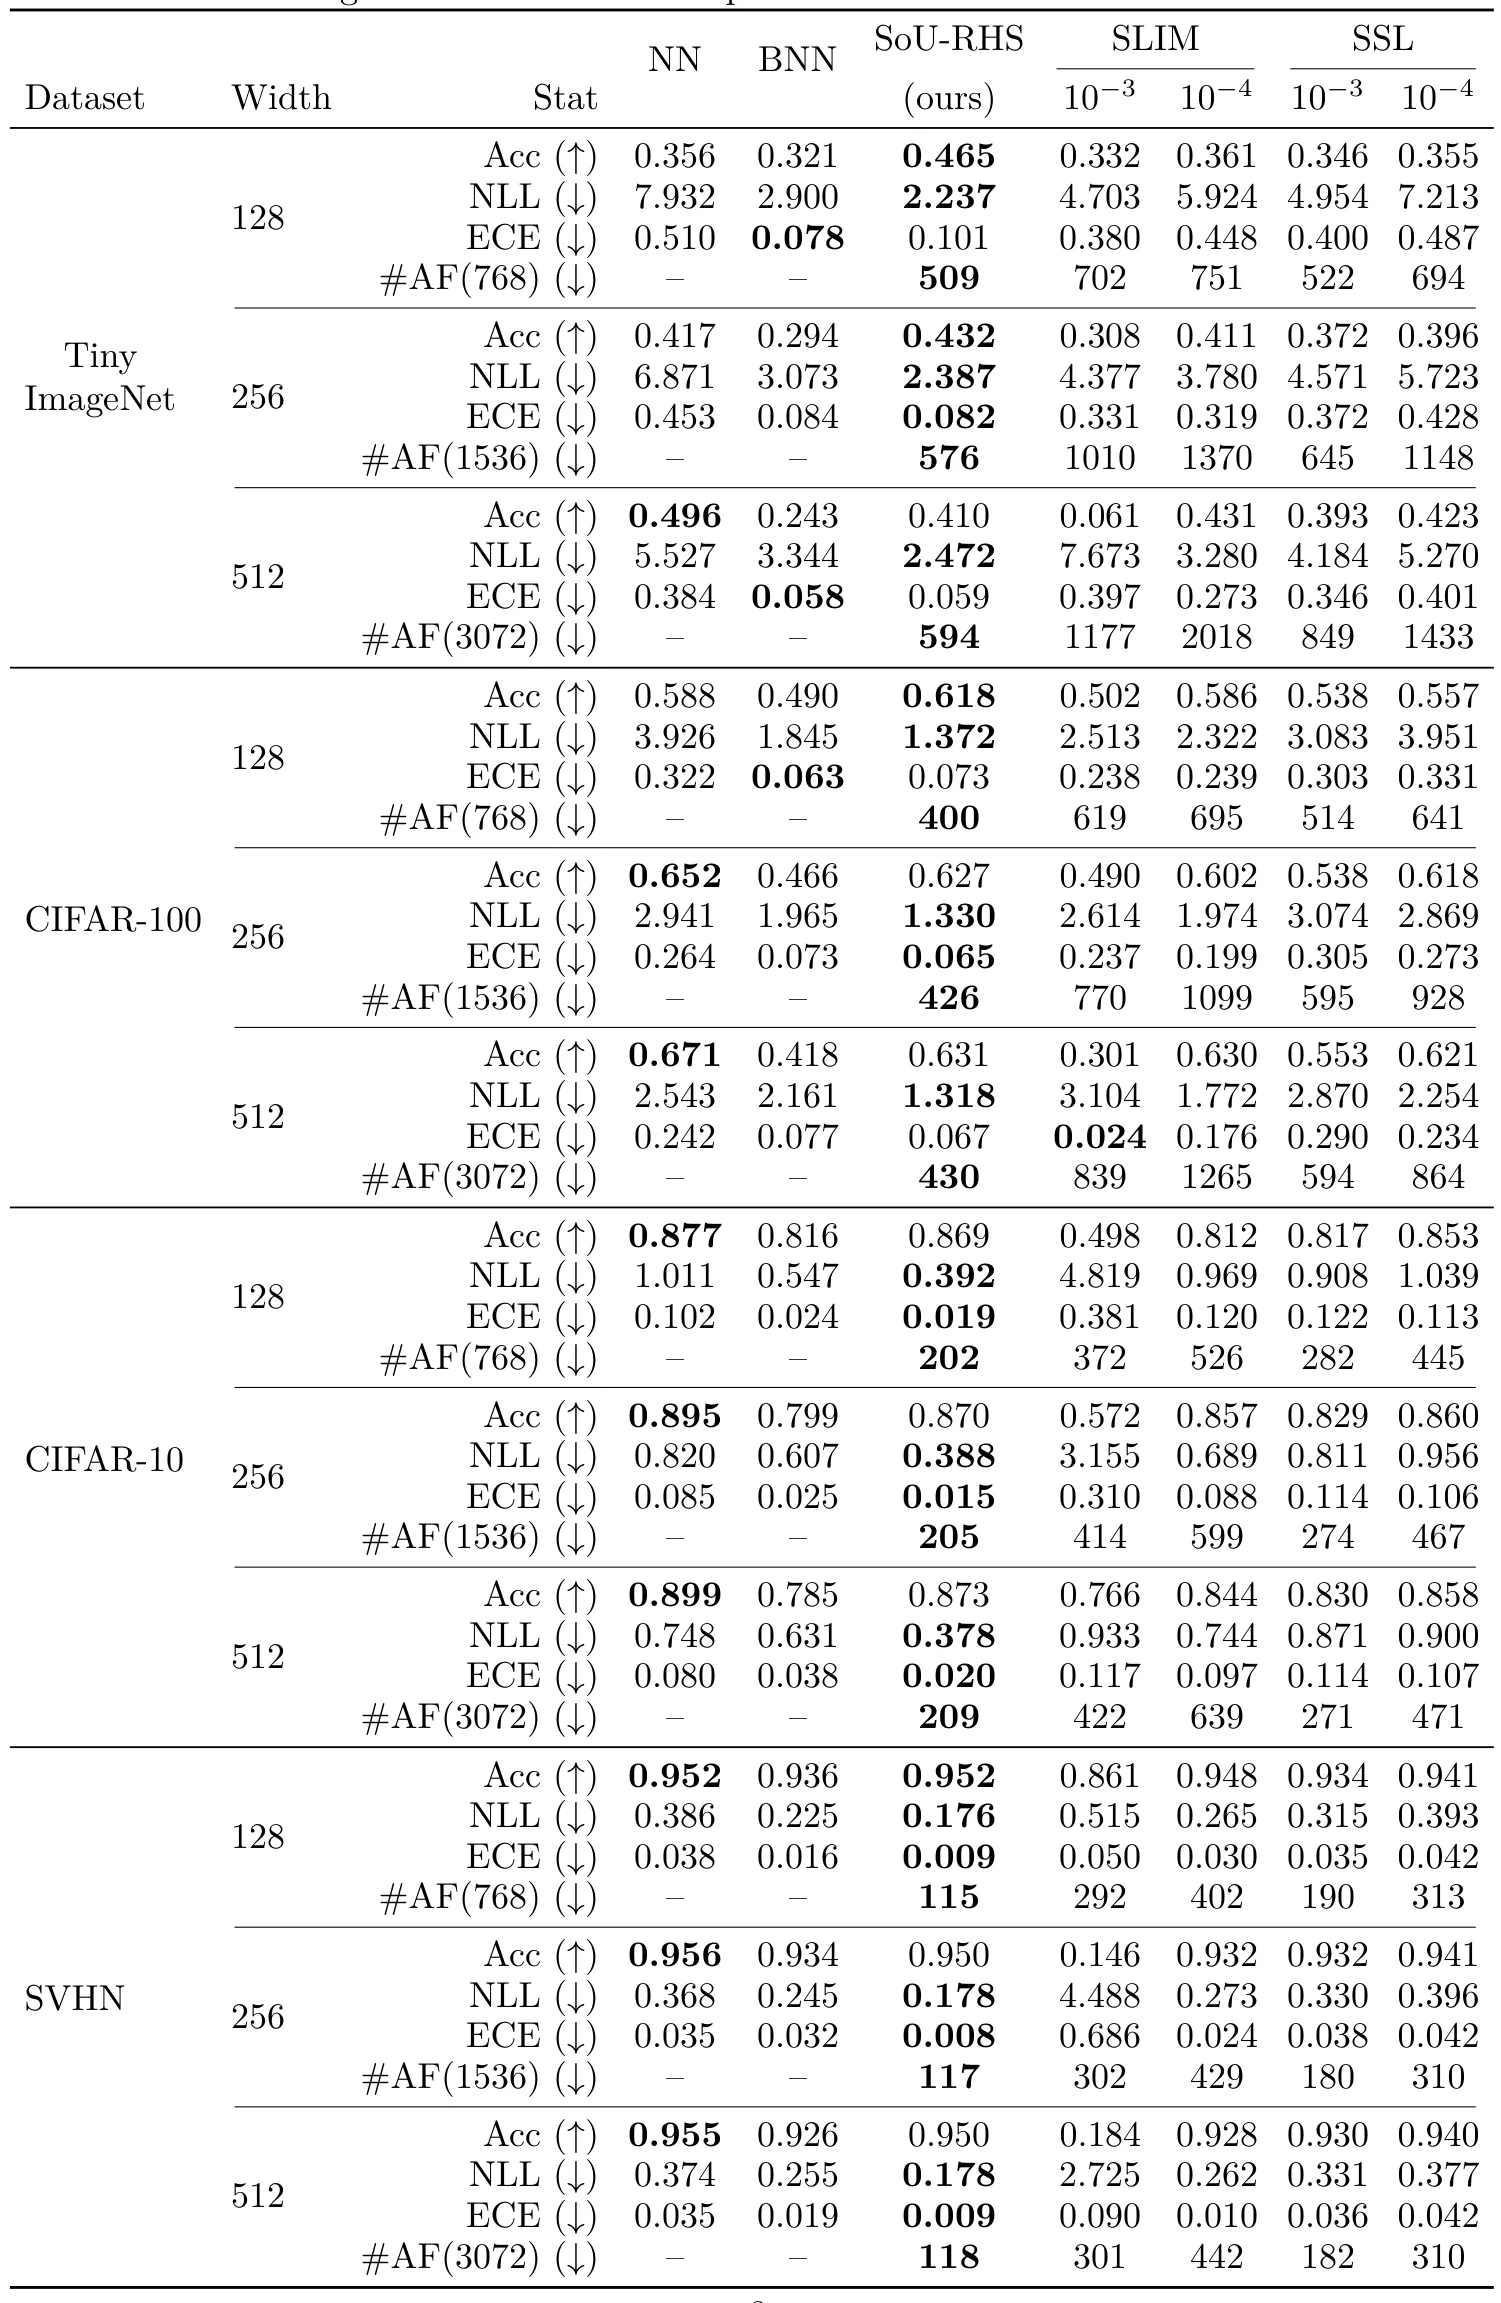 NN BNN SoU-RHS SLIM SSL
Dataset Width Stat (ours) 10−3 10−4 10−3 10−4
Acc (↑) 0.356 0.321 0.465 0.332 0.361 0.346 0.355
NLL (↓) 7.932 2.900 2.237 4.703 5.924 4.954 7.213
128
ECE (↓) 0.510 0.078 0.101 0.380 0.448 0.400 0.487
#AF(768) (↓) – – 509 702 751 522 694
Acc (↑) 0.417 0.294 0.432 0.308 0.411 0.372 0.396
Tiny
NLL (↓) 6.871 3.073 2.387 4.377 3.780 4.571 5.723
ImageNet 256
ECE (↓) 0.453 0.084 0.082 0.331 0.319 0.372 0.428
#AF(1536) (↓) – – 576 1010 1370 645 1148
Acc (↑) 0.496 0.243 0.410 0.061 0.431 0.393 0.423
NLL (↓) 5.527 3.344 2.472 7.673 3.280 4.184 5.270
512
ECE (↓) 0.384 0.058 0.059 0.397 0.273 0.346 0.401
#AF(3072) (↓) – – 594 1177 2018 849 1433
Acc (↑) 0.588 0.490 0.618 0.502 0.586 0.538 0.557
NLL (↓) 3.926 1.845 1.372 2.513 2.322 3.083 3.951
128
ECE (↓) 0.322 0.063 0.073 0.238 0.239 0.303 0.331
#AF(768) (↓) – – 400 619 695 514 641
Acc (↑) 0.652 0.466 0.627 0.490 0.602 0.538 0.618
NLL (↓) 2.941 1.965 1.330 2.614 1.974 3.074 2.869
CIFAR-100 256
ECE (↓) 0.264 0.073 0.065 0.237 0.199 0.305 0.273
#AF(1536) (↓) – – 426 770 1099 595 928
Acc (↑) 0.671 0.418 0.631 0.301 0.630 0.553 0.621
NLL (↓) 2.543 2.161 1.318 3.104 1.772 2.870 2.254
512
ECE (↓) 0.242 0.077 0.067 0.024 0.176 0.290 0.234
#AF(3072) (↓) – – 430 839 1265 594 864
Acc (↑) 0.877 0.816 0.869 0.498 0.812 0.817 0.853
NLL (↓) 1.011 0.547 0.392 4.819 0.969 0.908 1.039
128
ECE (↓) 0.102 0.024 0.019 0.381 0.120 0.122 0.113
#AF(768) (↓) – – 202 372 526 282 445
Acc (↑) 0.895 0.799 0.870 0.572 0.857 0.829 0.860
NLL (↓) 0.820 0.607 0.388 3.155 0.689 0.811 0.956
CIFAR-10 256
ECE (↓) 0.085 0.025 0.015 0.310 0.088 0.114 0.106
#AF(1536) (↓) – – 205 414 599 274 467
Acc (↑) 0.899 0.785 0.873 0.766 0.844 0.830 0.858
NLL (↓) 0.748 0.631 0.378 0.933 0.744 0.871 0.900
512
ECE (↓) 0.080 0.038 0.020 0.117 0.097 0.114 0.107
#AF(3072) (↓) – – 209 422 639 271 471
Acc (↑) 0.952 0.936 0.952 0.861 0.948 0.934 0.941
NLL (↓) 0.386 0.225 0.176 0.515 0.265 0.315 0.393
128
ECE (↓) 0.038 0.016 0.009 0.050 0.030 0.035 0.042
#AF(768) (↓) – – 115 292 402 190 313
Acc (↑) 0.956 0.934 0.950 0.146 0.932 0.932 0.941
NLL (↓) 0.368 0.245 0.178 4.488 0.273 0.330 0.396
SVHN 256
ECE (↓) 0.035 0.032 0.008 0.686 0.024 0.038 0.042
#AF(1536) (↓) – – 117 302 429 180 310
Acc (↑) 0.955 0.926 0.950 0.184 0.928 0.930 0.940
NLL (↓) 0.374 0.255 0.178 2.725 0.262 0.331 0.377
512
ECE (↓) 0.035 0.019 0.009 0.090 0.010 0.036 0.042
#AF(3072) (↓) – – 118 301 442 182 310